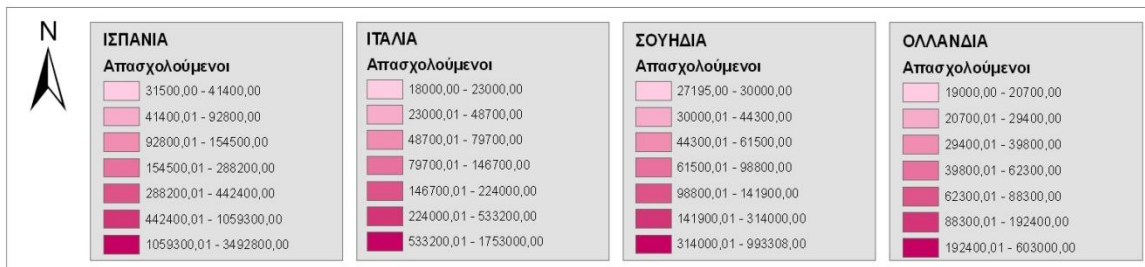 N
ΙΣΠΑΝΙΑ
Απασχολούμενοι
31500,00 - 41400,00
41400,01 - 92800,00
92800,01 - 154500,00
154500,01 - 288200,00
288200,01 - 442400,00
442400,01 - 1059300,00
1059300,01 - 3492800,00
ΙΤΑΛΙΑ
Απασχολούμενοι
18000,00 - 23000,00
23000,01 - 48700,00
48700,01 - 79700,00
79700,01 - 146700,00
146700,01 - 224000,00
224000,01 - 533200,00
533200,01 - 1753000,00
ΣΟΥΗΔΙΑ
Απασχολούμενοι
27195,00 - 30000,00
30000,01 - 44300,00
44300,01 - 61500,00
61500,01 - 98800,00
98800,01 - 141900,00
141900,01 - 314000,00
314000,01 - 993308,00
ΟΛΛΑΝΔΙΑ
Απασχολούμενοι
19000,00 - 20700,00
20700,01 - 29400,00
29400,01 - 39800,00
39800,01 - 62300,00
62300,01 - 88300,00
88300,01 - 192400,00
192400,01 - 603000,00